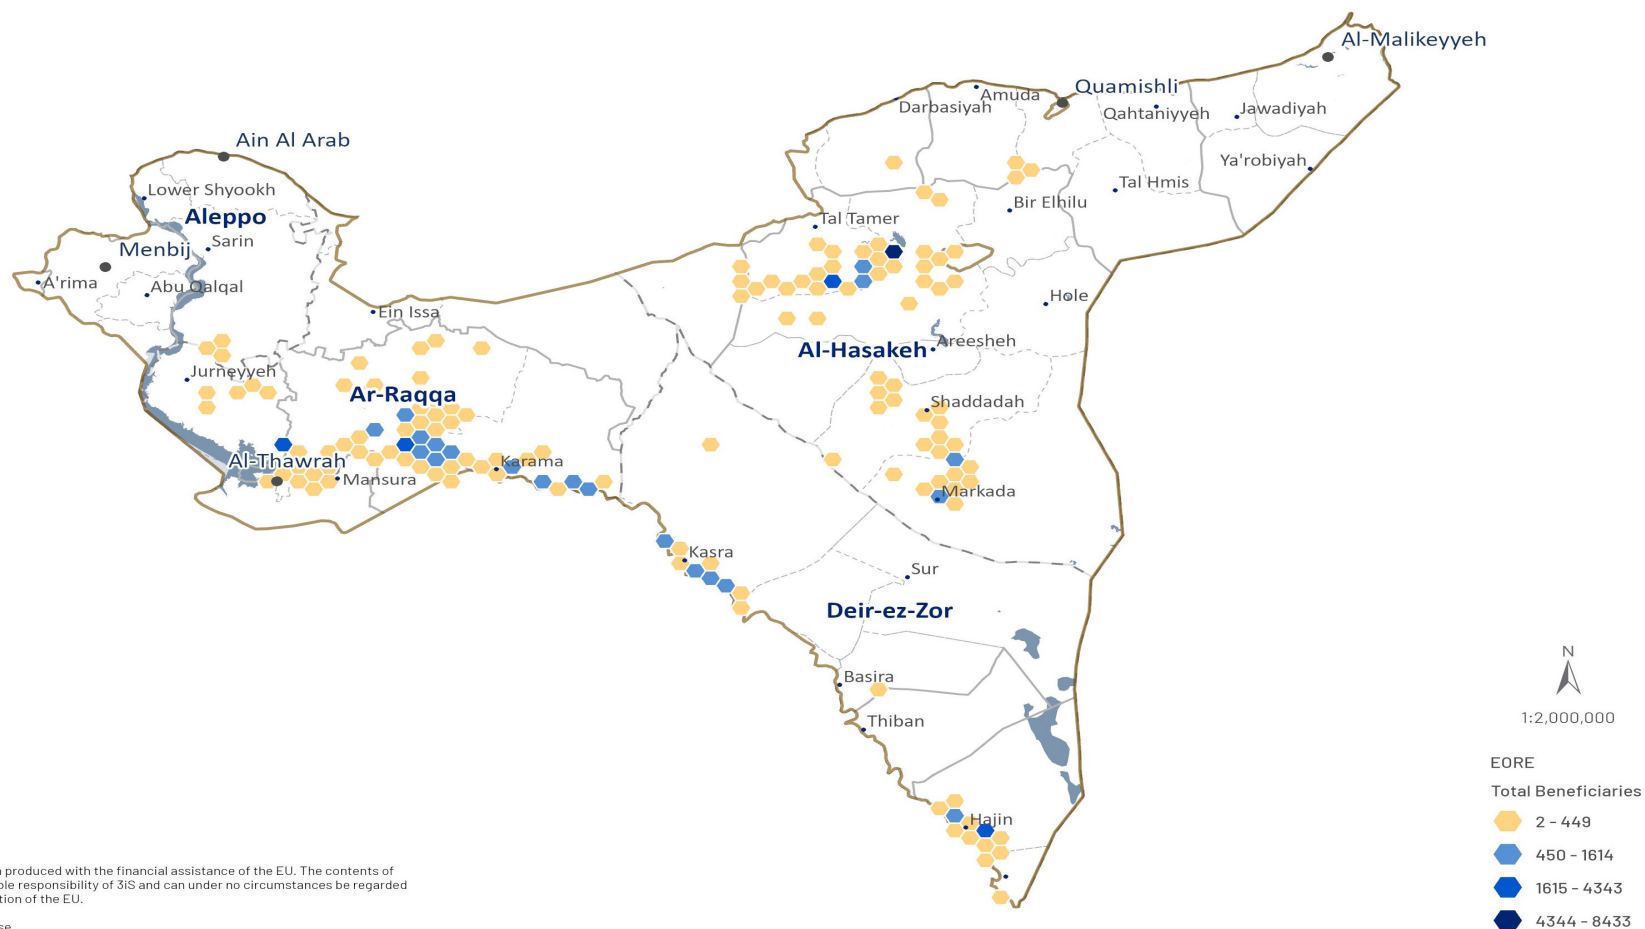 Al-Malikeyyeh
Quamishli
Amuda
Darbasiyah
Qahtaniyyeh
Jawadiyah
Ain Al Arab
Ya'robiyah
Lower Shyookh
Tal Hmis
Bir Elhilu
Aleppo
Tal Tamer
Sarin
Menbij
A'rima
Abu Qalqal
Hole
Ein Issa
Areesheh
Al-Hasakeh
Jurneyyeh
Ar-Raqqa
Shaddadah
Al-Thawrah
Karama
Mansura
Markada
Kasra
Sur
Deir-ez-Zor
Basira
Thiban
Hajin
N
1:2,000,000
EORE
Total Beneficiaries
2 - 449
450 - 1614
1615 - 4343
4344 - 8433
produced with the financial assistance of the EU. The contents of
responsibility of 3iS and can under no circumstances be regarded
of the EU.